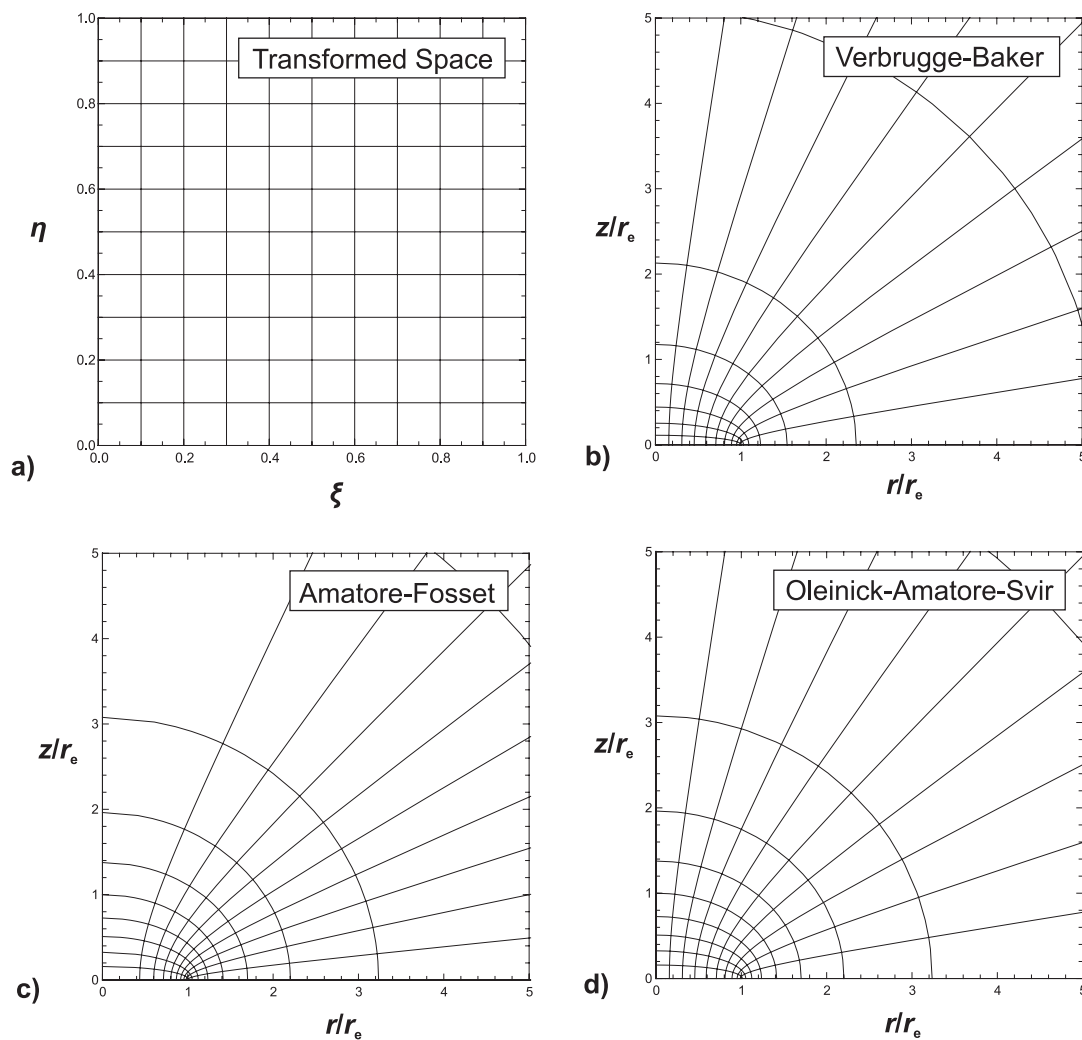 Transformed Space
1.0
0.8
0.6
0.4
0.2
0.0
η
0.0 0.2 0.4 0.6 0.8 1.0
ξ
a)
Verbrugge-Baker
5
4
3
2
1
0
z/re
0 1 2 3 4 5
r/re
b)
Amatore-Fosset
5
4
3
2
1
0
z/re
0 1 2 3 4 5
r/re
c)
Oleinick-Amatore-Svir
5
4
3
2
1
0
z/re
0 1 2 3 4 5
r/re
d)